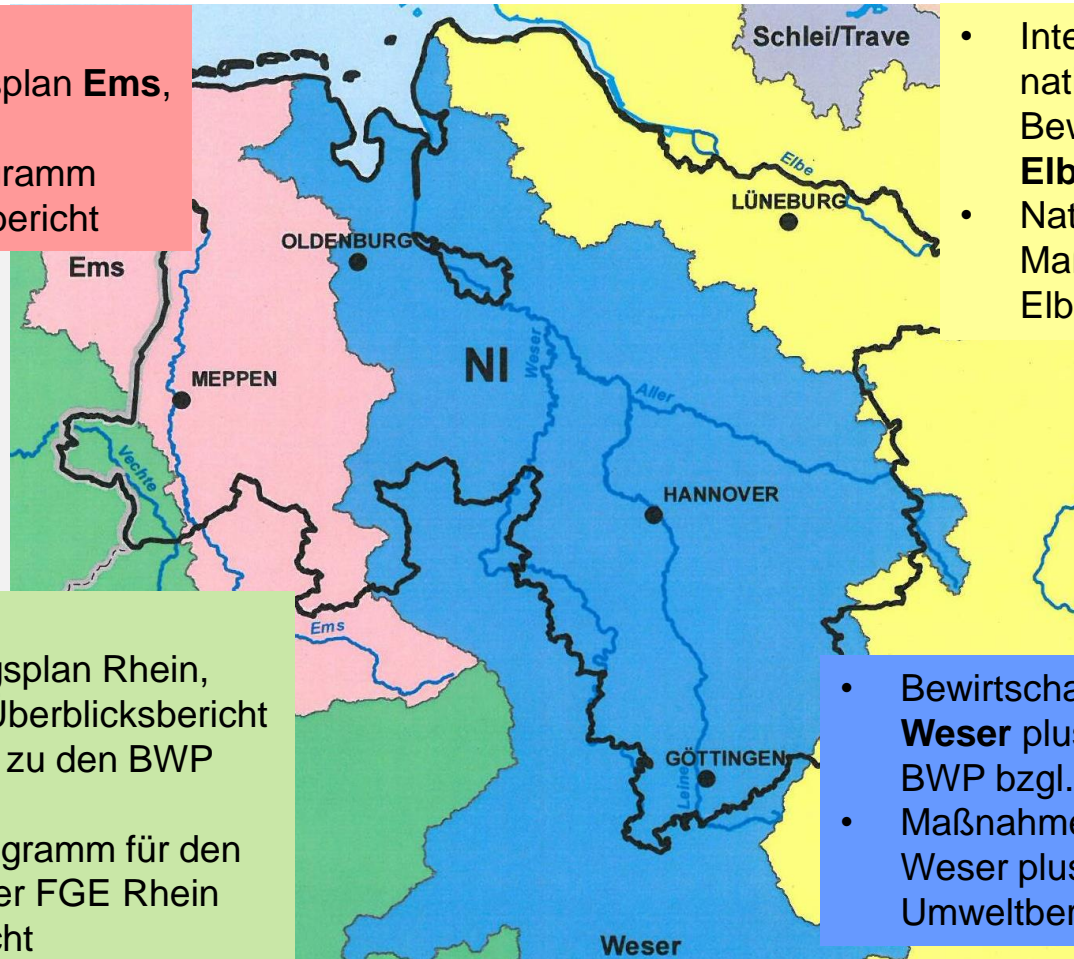 splan Ems,
gramm
bericht
Schlei/Trave
• Inte
nat
Bew
Elb
• Nat
Ma
Elb
Elbe
LÜNEBURG
OLDENBURG
Ems
NI
Weser
MEPPEN
Aller
Vechte
HANNOVER
Ems
gsplan Rhein,
Überblicksbericht
zu den BWP
ogramm für den
er FGE Rhein
cht
GÖTTINGEN
Leine
• Bewirtscha
Weser plus
BWP bzgl.
• Maßnahme
Weser plus
Umweltber
Weser